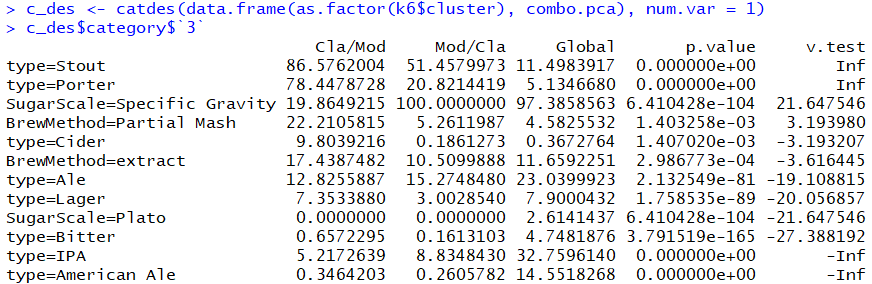 > c_des <- catdes(data.frame(as.factor(k6$cluster), combo.pca), num.var = 1)
> c_des$category$`3`
Cla/Mod Mod/Cla Global p.value v.test
type=Stout 86.5762004 51.4579973 11.4983917 0.000000e+00 Inf
type=Porter 78.4478728 20.8214419 5.1346680 0.000000e+00 Inf
SugarScale=Specific Gravity 19.8649215 100.0000000 97.3858563 6.410428e-104 21.647546
BrewMethod=Partial Mash 22.2105815 5.2611987 4.5825532 1.403258e-03 3.193980
type=Cider 9.8039216 0.1861273 0.3672764 1.407020e-03 -3.193207
BrewMethod=extract 17.4387482 10.5099888 11.6592251 2.986773e-04 -3.616445
type=Ale 12.8255887 15.2748480 23.0399923 2.132549e-81 -19.108815
type=Lager 7.3533880 3.0028540 7.9000432 1.758535e-89 -20.056857
SugarScale=Plato 0.0000000 0.0000000 2.6141437 6.410428e-104 -21.647546
type=Bitter 0.6572295 0.1613103 4.7481876 3.791519e-165 -27.388192
type=IPA 5.2172639 8.8348430 32.7596140 0.000000e+00 -Inf
type=American Ale 0.3464203 0.2605782 14.5518268 0.000000e+00 -Inf